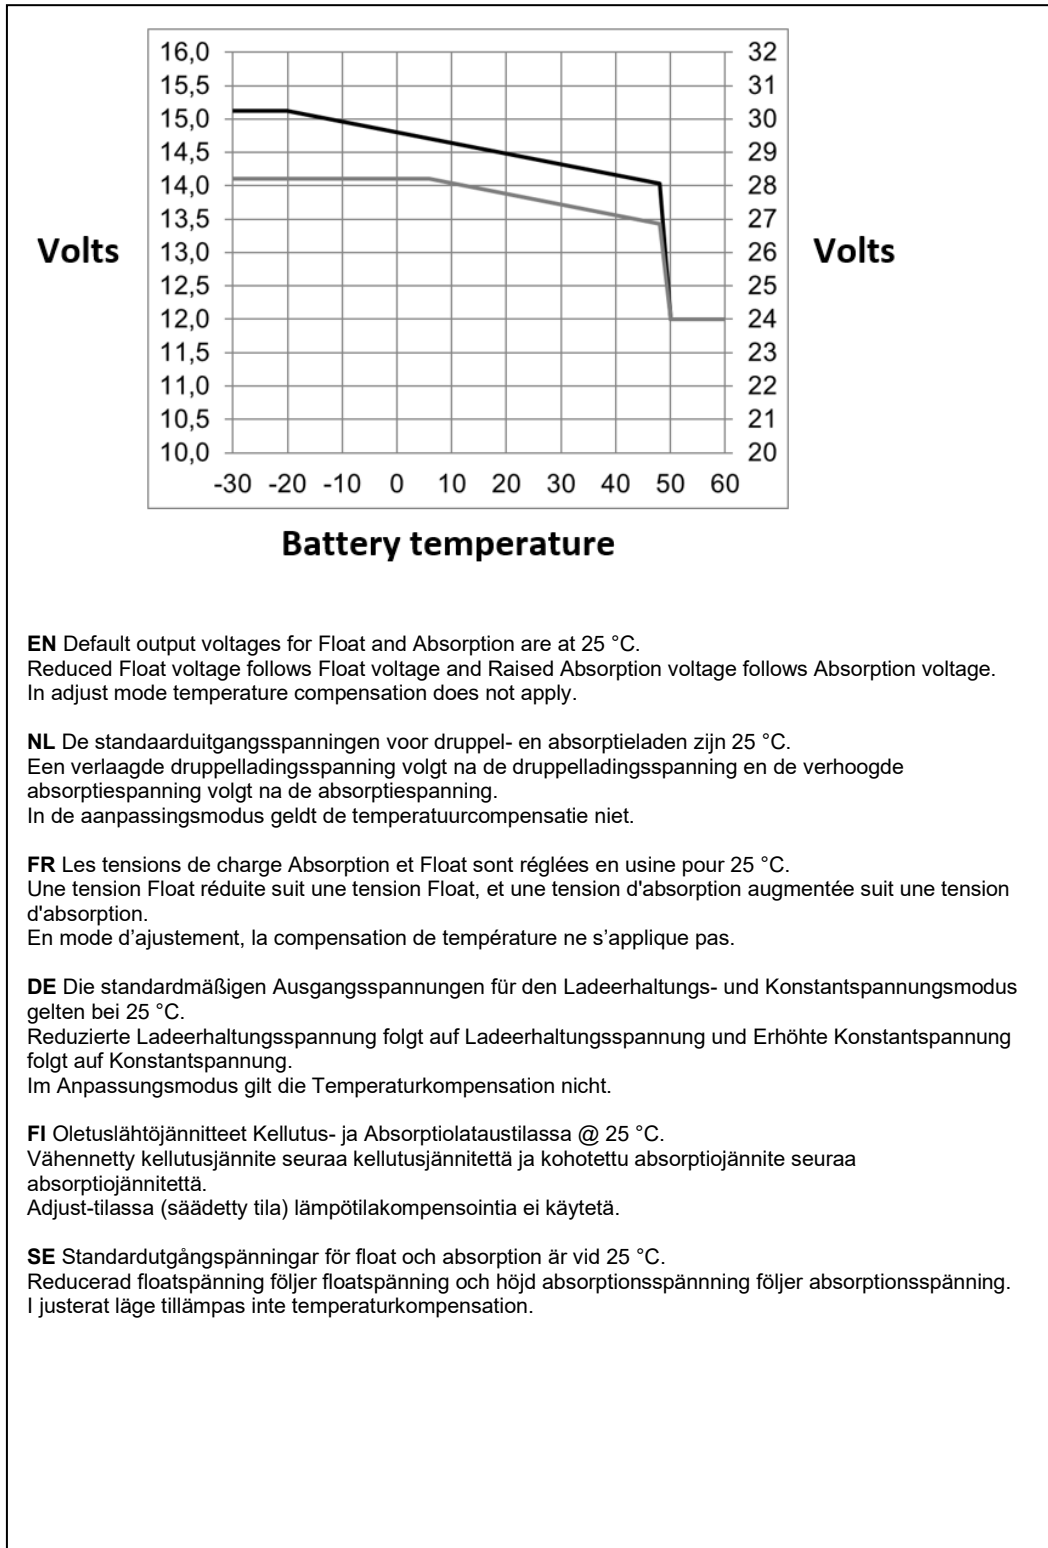 16,0 32
15,5 31
15,0 30
14,5 29
14,0 28
13,5 27
Volts 13,0 26 Volts
12,5 25
12,0 24
11,5 23
11,0 22
10,5 21
10,0 20
-30 -20 -10 0 10 20 30 40 50 60
Battery temperature
EN Default output voltages for Float and Absorption are at 25 °C.
Reduced Float voltage follows Float voltage and Raised Absorption voltage follows Absorption voltage.
In adjust mode temperature compensation does not apply.
NL De standaarduitgangsspanningen voor druppel- en absorptieladen zijn 25 °C.
Een verlaagde druppelladingsspanning volgt na de druppelladingsspanning en de verhoogde
absorptiespanning volgt na de absorptiespanning.
In de aanpassingsmodus geldt de temperatuurcompensatie niet.
FR Les tensions de charge Absorption et Float sont réglées en usine pour 25 °C.
Une tension Float réduite suit une tension Float, et une tension d'absorption augmentée suit une tension
d'absorption.
En mode d’ajustement, la compensation de température ne s’applique pas.
DE Die standardmäßigen Ausgangsspannungen für den Ladeerhaltungs- und Konstantspannungsmodus
gelten bei 25 °C.
Reduzierte Ladeerhaltungsspannung folgt auf Ladeerhaltungsspannung und Erhöhte Konstantspannung
folgt auf Konstantspannung.
Im Anpassungsmodus gilt die Temperaturkompensation nicht.
FI Oletuslähtöjännitteet Kellutus- ja Absorptiolataustilassa @ 25 °C.
Vähennetty kellutusjännite seuraa kellutusjännitettä ja kohotettu absorptiojännite seuraa
absorptiojännitettä.
Adjust-tilassa (säädetty tila) lämpötilakompensointia ei käytetä.
SE Standardutgångspänningar för float och absorption är vid 25 °C.
Reducerad floatspänning följer floatspänning och höjd absorptionsspännning följer absorptionsspänning.
I justerat läge tillämpas inte temperaturkompensation.